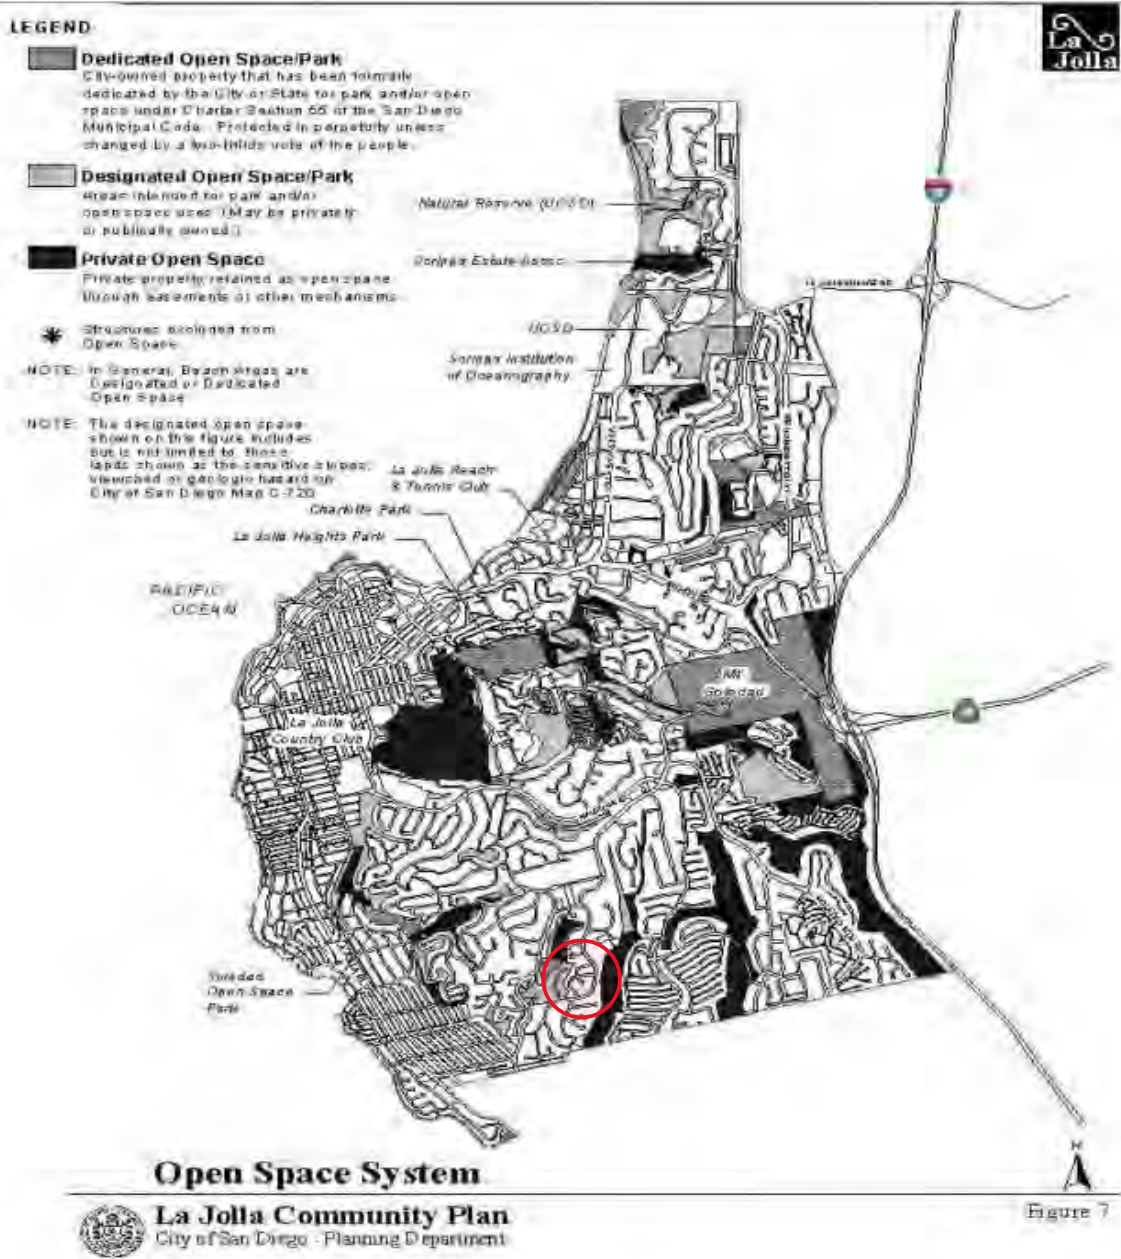 LEGEND
La
Jolla
Dedicated Open Space/Park
City-owned property that has been formally
dedicated by the City or State for park and/or open
space under Charter Section 55 of the San Diego
Municipal Code. Protected in perpetuity unless
changed by a two-thirds vote of the people.
Designated Open Space/Park
Areas intended for park and/or
open space uses. (May be privately
or publically owned.)
Private Open Space
Private property retained as open space
through easements or other mechanisms
Structures excluded from
Open Space
NOTE: In General, Beach Areas are
Designated or Dedicated
Open Space
NOTE: The designated open space
shown on this figure includes
but is not limited to, those
lands shown as the sensitive slopes,
viewshed or geologic hazard on
City of San Diego Map C-720
Natural Reserve (UCSD)
Scripps Estate Assoc
UCSD
Scripps Institution
of Oceanography
La Jolla Beach
& Tennis Club
Charlotte Park
La Jolla Heights Park
PACIFIC
OCEAN
Mt
Soledad
La Jolla
Country Club
Soledad
Open Space
Park
N
Open Space System
La Jolla Community Plan
City of San Diego · Planning Department
Figure 7